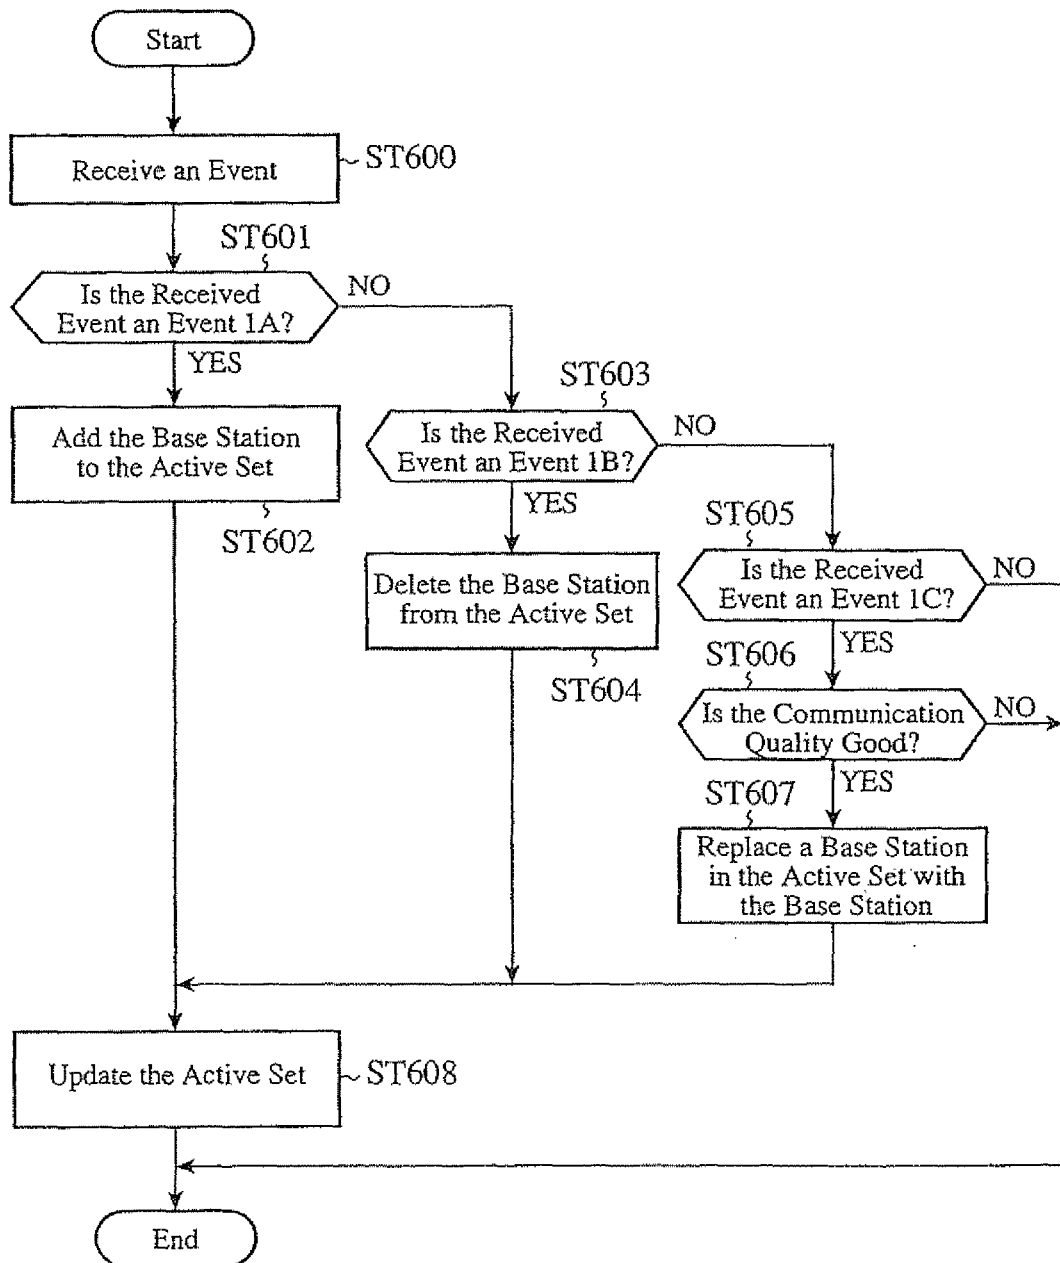 Start
Receive an Event
ST600
ST601
Is the Received
Event an Event 1A?
NO
YES
Add the Base Station
to the Active Set
ST602
ST603
Is the Received
Event an Event 1B?
NO
YES
Delete the Base Station
from the Active Set
ST604
ST605
Is the Received
Event an Event 1C?
NO
YES
ST606
Is the Communication
Quality Good?
NO
YES
ST607
Replace a Base Station
in the Active Set with
the Base Station
Update the Active Set
ST608
End